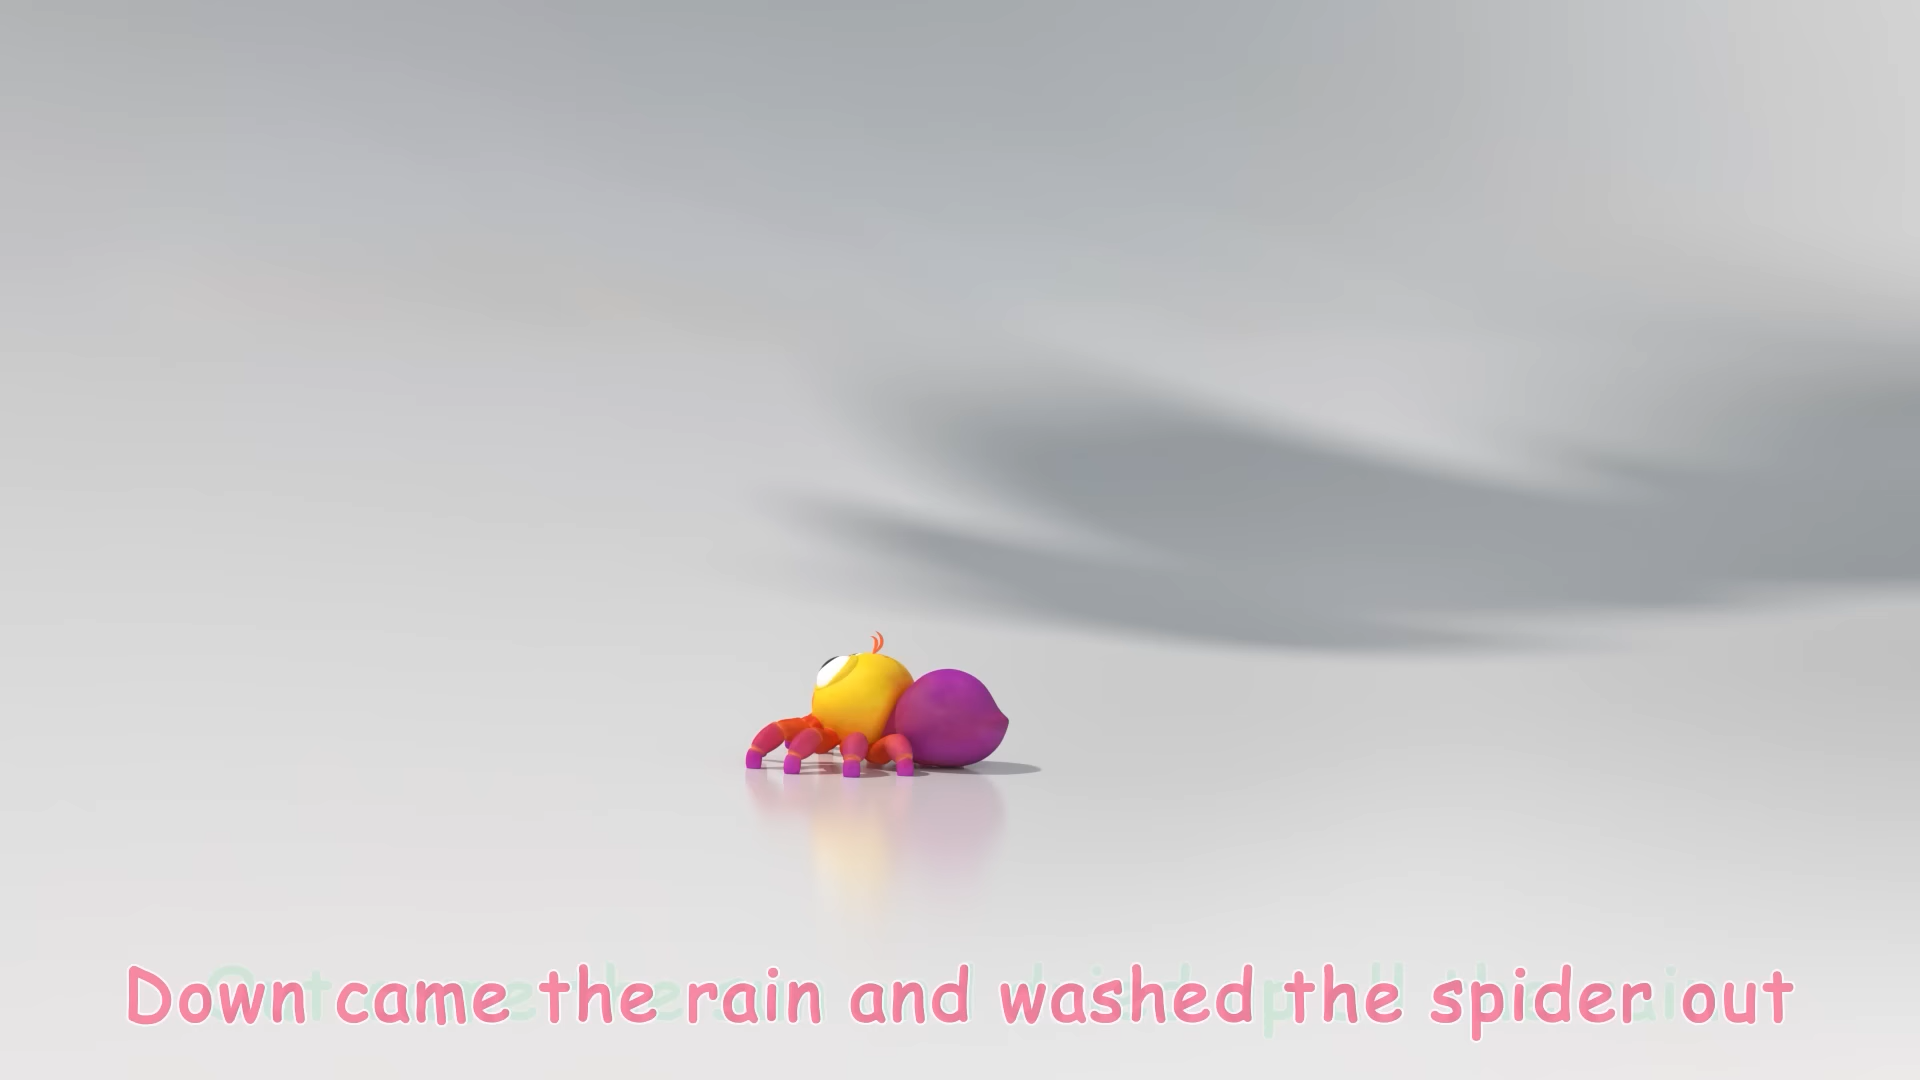 Down came the rain and washed the spider out